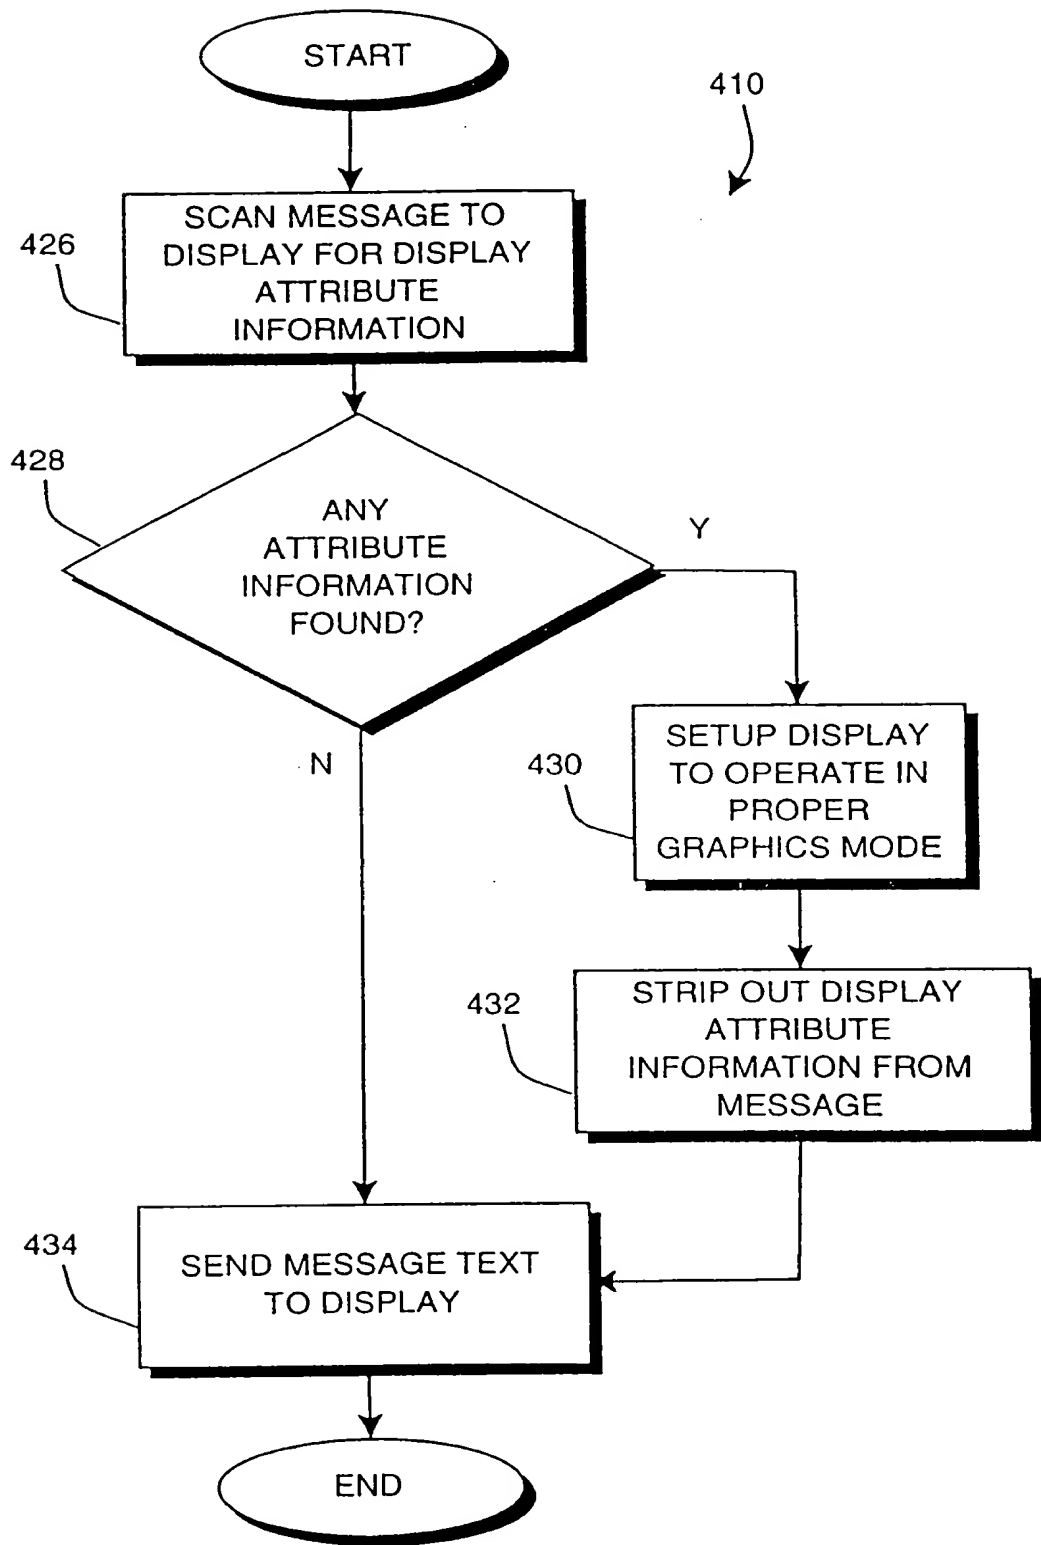 START
410
SCAN MESSAGE TO
DISPLAY FOR DISPLAY
ATTRIBUTE
INFORMATION
426
428
ANY
ATTRIBUTE
INFORMATION
FOUND?
Y
N
SETUP DISPLAY
TO OPERATE IN
PROPER
GRAPHICS MODE
430
STRIP OUT DISPLAY
ATTRIBUTE
INFORMATION FROM
MESSAGE
432
434
SEND MESSAGE TEXT
TO DISPLAY
END